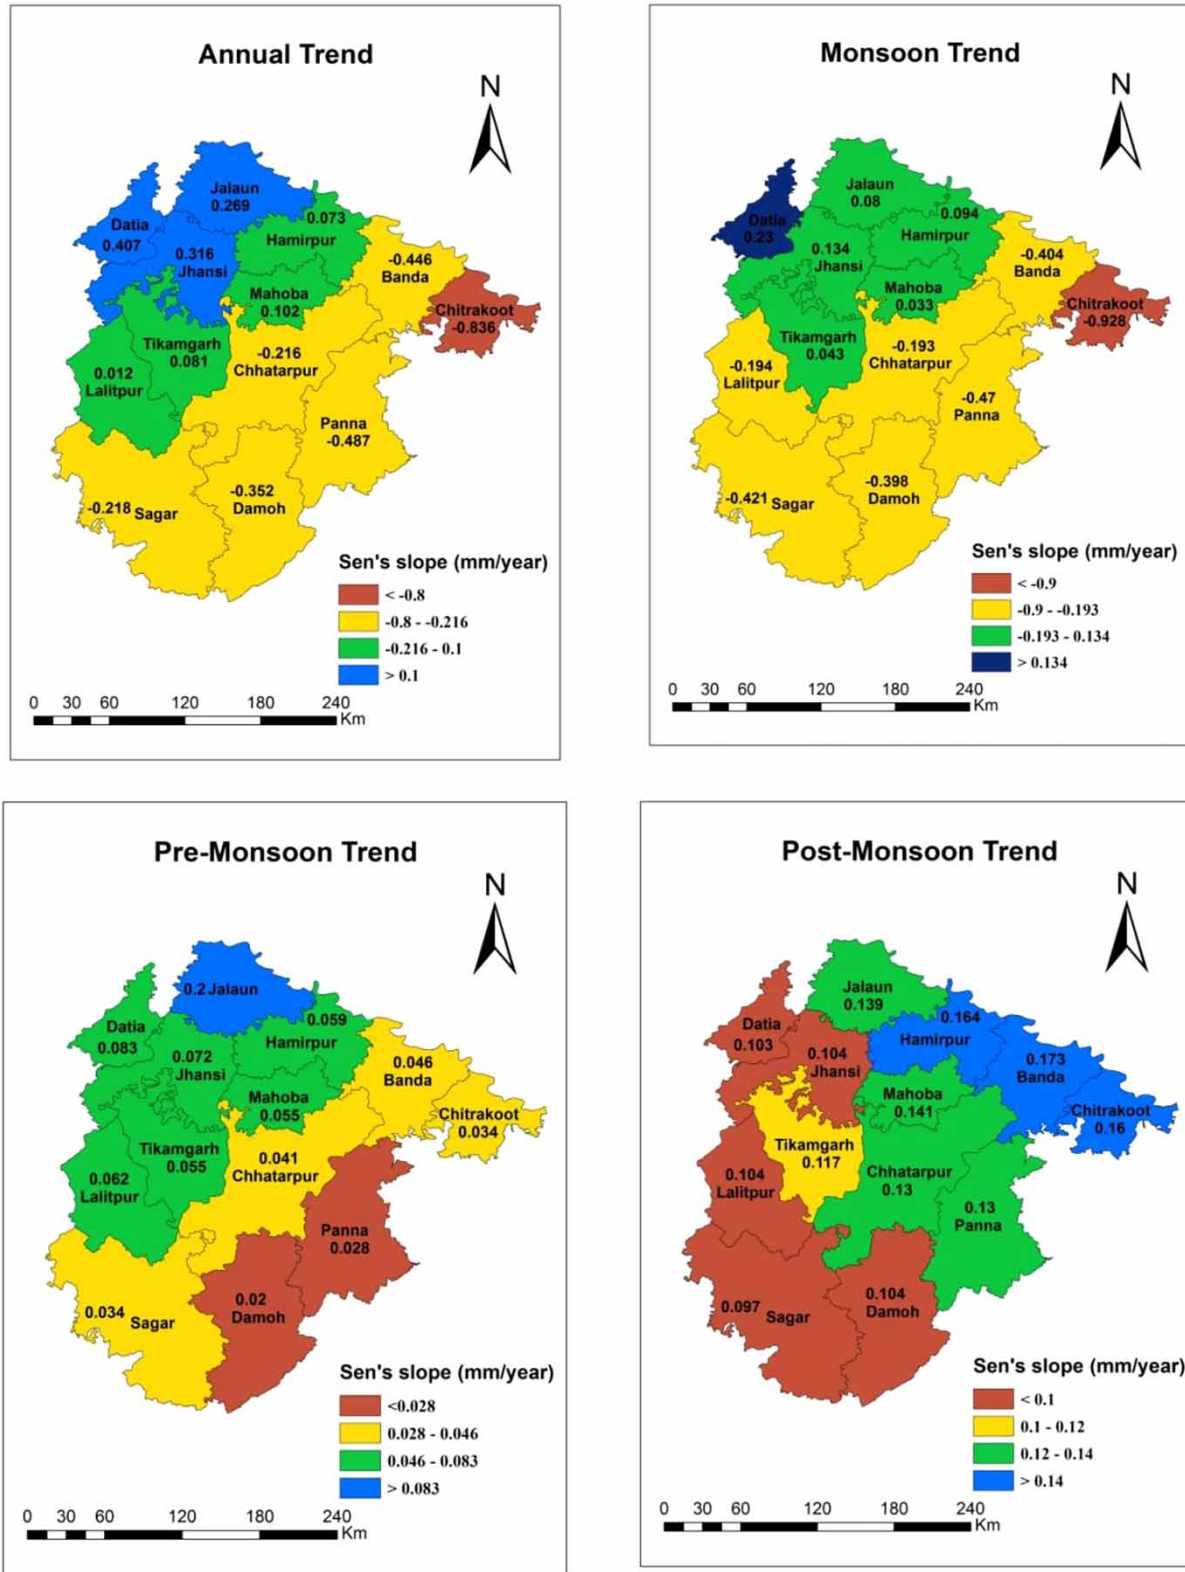 Annual Trend
N
Jalaun
0.269
Datia
0.407
0.316
Jhansi
0.073
Hamirpur
-0.446
Banda
Mahoba
0.102
Chitrakoot
-0.836
Tikamgarh
0.081
-0.216
Chhatarpur
0.012
Lalitpur
Panna
-0.487
-0.352
Damoh
-0.218 Sagar
Sen's slope (mm/year)
< -0.8
-0.8 - -0.216
-0.216 - 0.1
> 0.1
0 30 60 120 180 240
Km
Monsoon Trend
N
Jalaun
0.08
Datia
0.23
0.094
Hamirpur
0.134
Jhansi
-0.404
Banda
Mahoba
0.033
Chitrakoot
-0.928
Tikamgarh
0.043
-0.193
Chhatarpur
-0.194
Lalitpur
-0.47
Panna
-0.398
Damoh
-0.421 Sagar
Sen's slope (mm/year)
< -0.9
-0.9 - -0.193
-0.193 - 0.134
> 0.134
0 30 60 120 180 240
Km
Pre-Monsoon Trend
N
0.2 Jalaun
Datia
0.083
0.059
Hamirpur
0.072
Jhansi
0.046
Banda
Mahoba
0.055
Chitrakoot
0.034
Tikamgarh
0.055
0.041
Chhatarpur
0.062
Lalitpur
Panna
0.028
0.02
Damoh
0.034 Sagar
Sen's slope (mm/year)
<0.028
0.028 - 0.046
0.046 - 0.083
> 0.083
0 30 60 120 180 240
Km
Post-Monsoon Trend
N
Jalaun
0.139
Datia
0.103
0.164
Hamirpur
0.104
Jhansi
0.173
Banda
Mahoba
0.141
Chitrakoot
0.16
Tikamgarh
0.117
Chhatarpur
0.13
0.104
Lalitpur
0.13
Panna
0.104
Damoh
0.097 Sagar
Sen's slope (mm/year)
< 0.1
0.1 - 0.12
0.12 - 0.14
> 0.14
0 30 60 120 180 240
Km